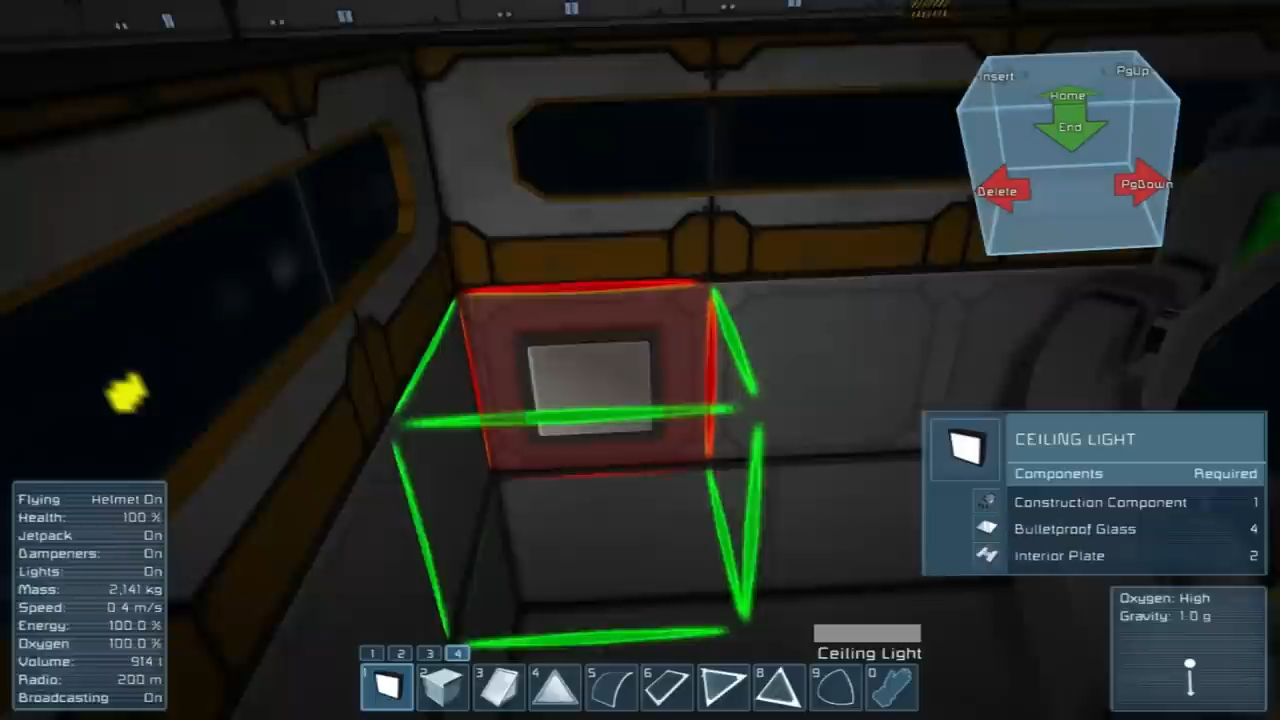 Insert PgUp
Home
End
Delete PgDown
CEILING LIGHT
Components Required
Construction Component 1
Bulletproof Glass 4
Interior Plate 2
Flying Helmet On
Health: 100 %
Jetpack On
Dampeners: On
Lights: On
Mass: 2,141 kg
Speed: 0.4 m/s
Energy: 100.0 %
Oxygen 100.0 %
Volume: 914 l
Radio: 200 m
Broadcasting On
Oxygen: High
Gravity: 1.0 g
Ceiling Light
1 2 3 4
1 2 3 4 5 6 7 8 9 0